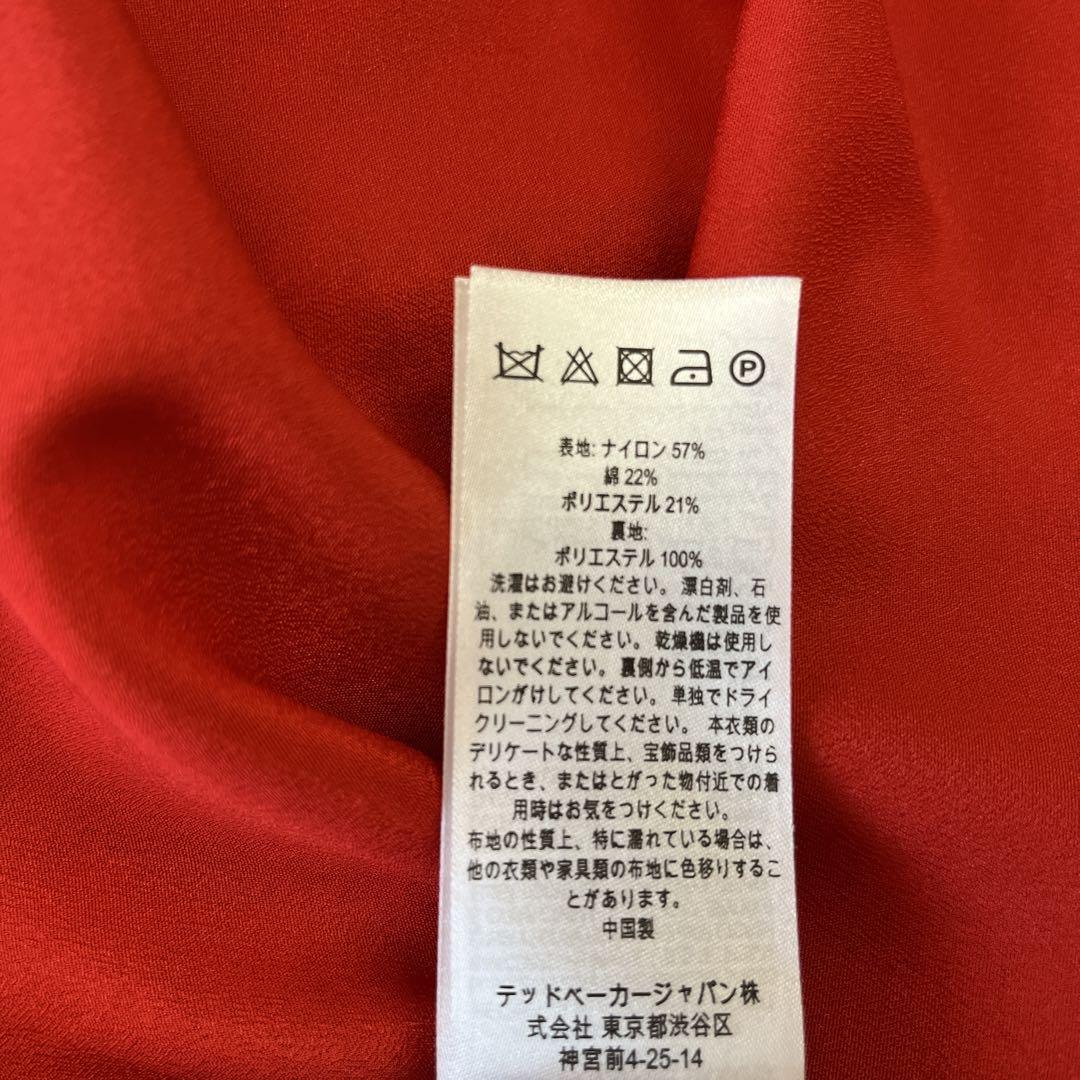 P
表地: ナイロン 57%
綿 22%
ポリエステル 21%
裏地:
ポリエステル 100%
洗濯はお避けください。 漂白剤、石
油、またはアルコールを含んだ製品を使
用しないでください。 乾燥機は使用し
ないでください。 裏側から低温でアイ
ロンがけしてください。 単独でドライ
クリーニングしてください。 本衣類の
デリケートな性質上、宝飾品類をつけら
れるとき、またはとがった物付近での着
用時はお気をつけください。
布地の性質上、特に濡れている場合は、
他の衣類や家具類の布地に色移りするこ
とがあります。
中国製
テッドベーカージャパン株
式会社 東京都渋谷区
神宮前4-25-14